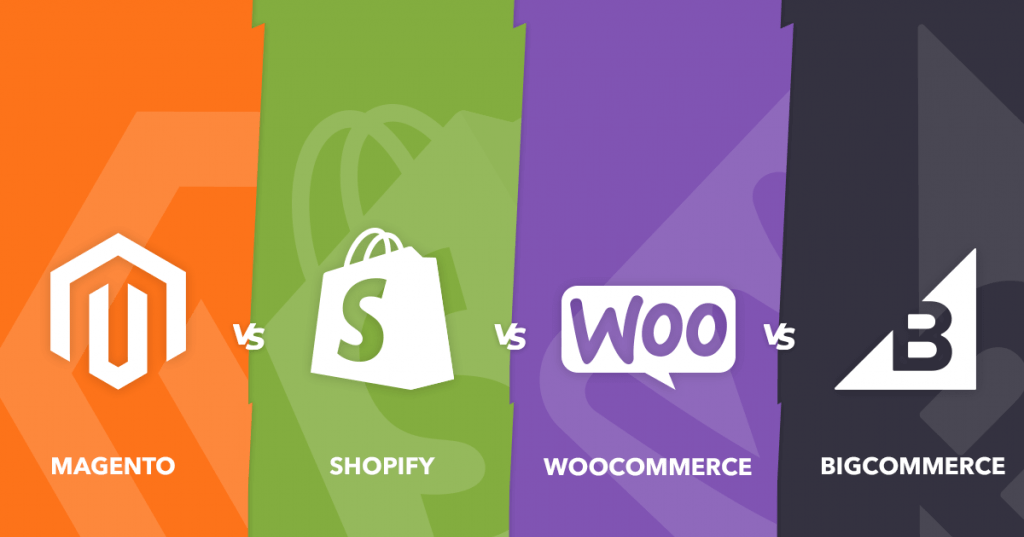 S
WOO
B
VS
VS
VS
MAGENTO
SHOPIFY
WOOCOMMERCE
BIGCOMMERCE